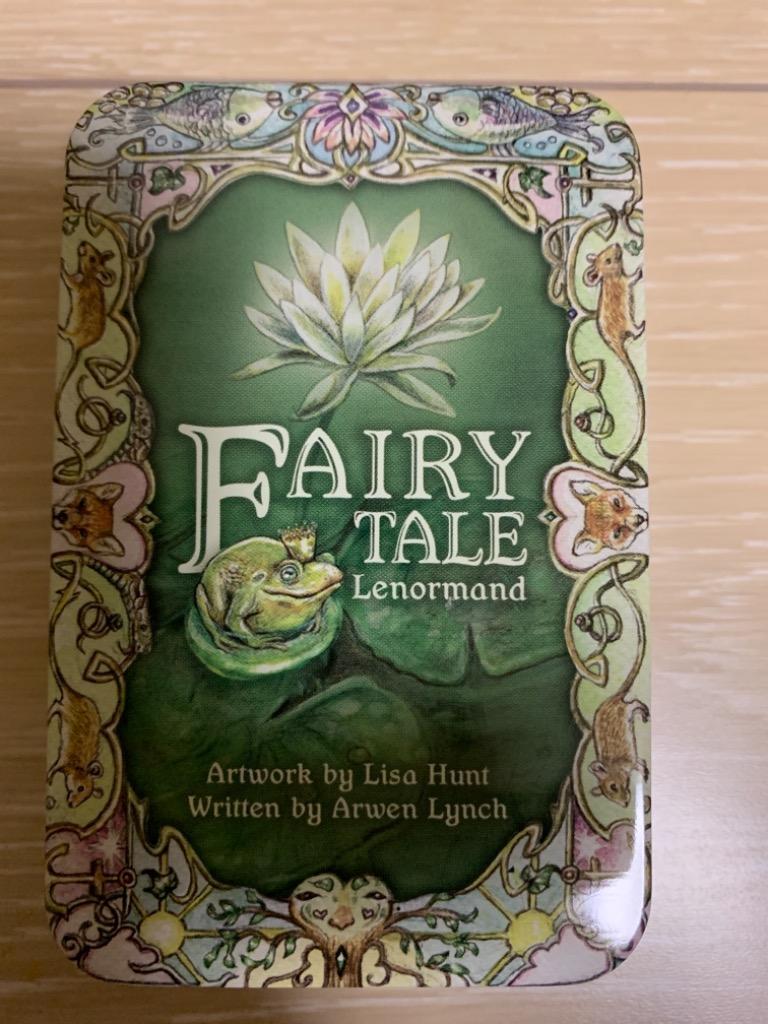 FAIRY
TALE
Lenormand
Artwork by Lisa Hunt
Written by Arwen Lynch